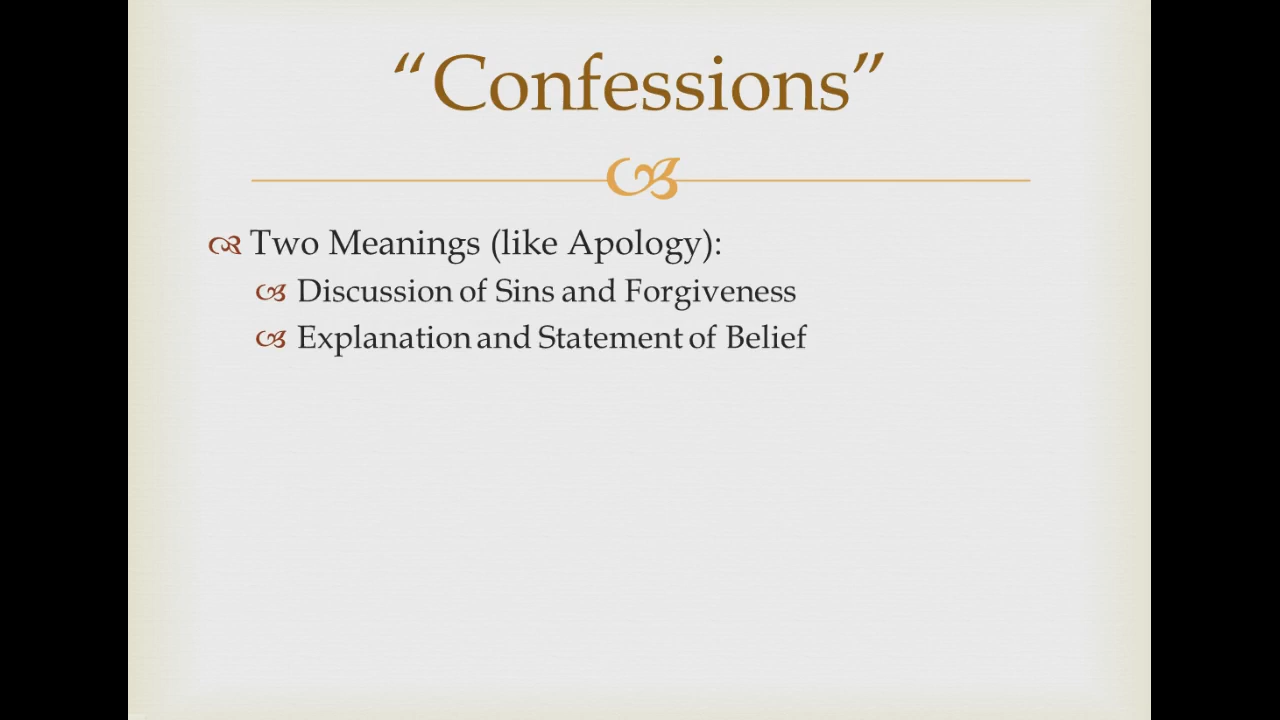 “Confessions”
Two Meanings (like Apology):
Discussion of Sins and Forgiveness
Explanation and Statement of Belief